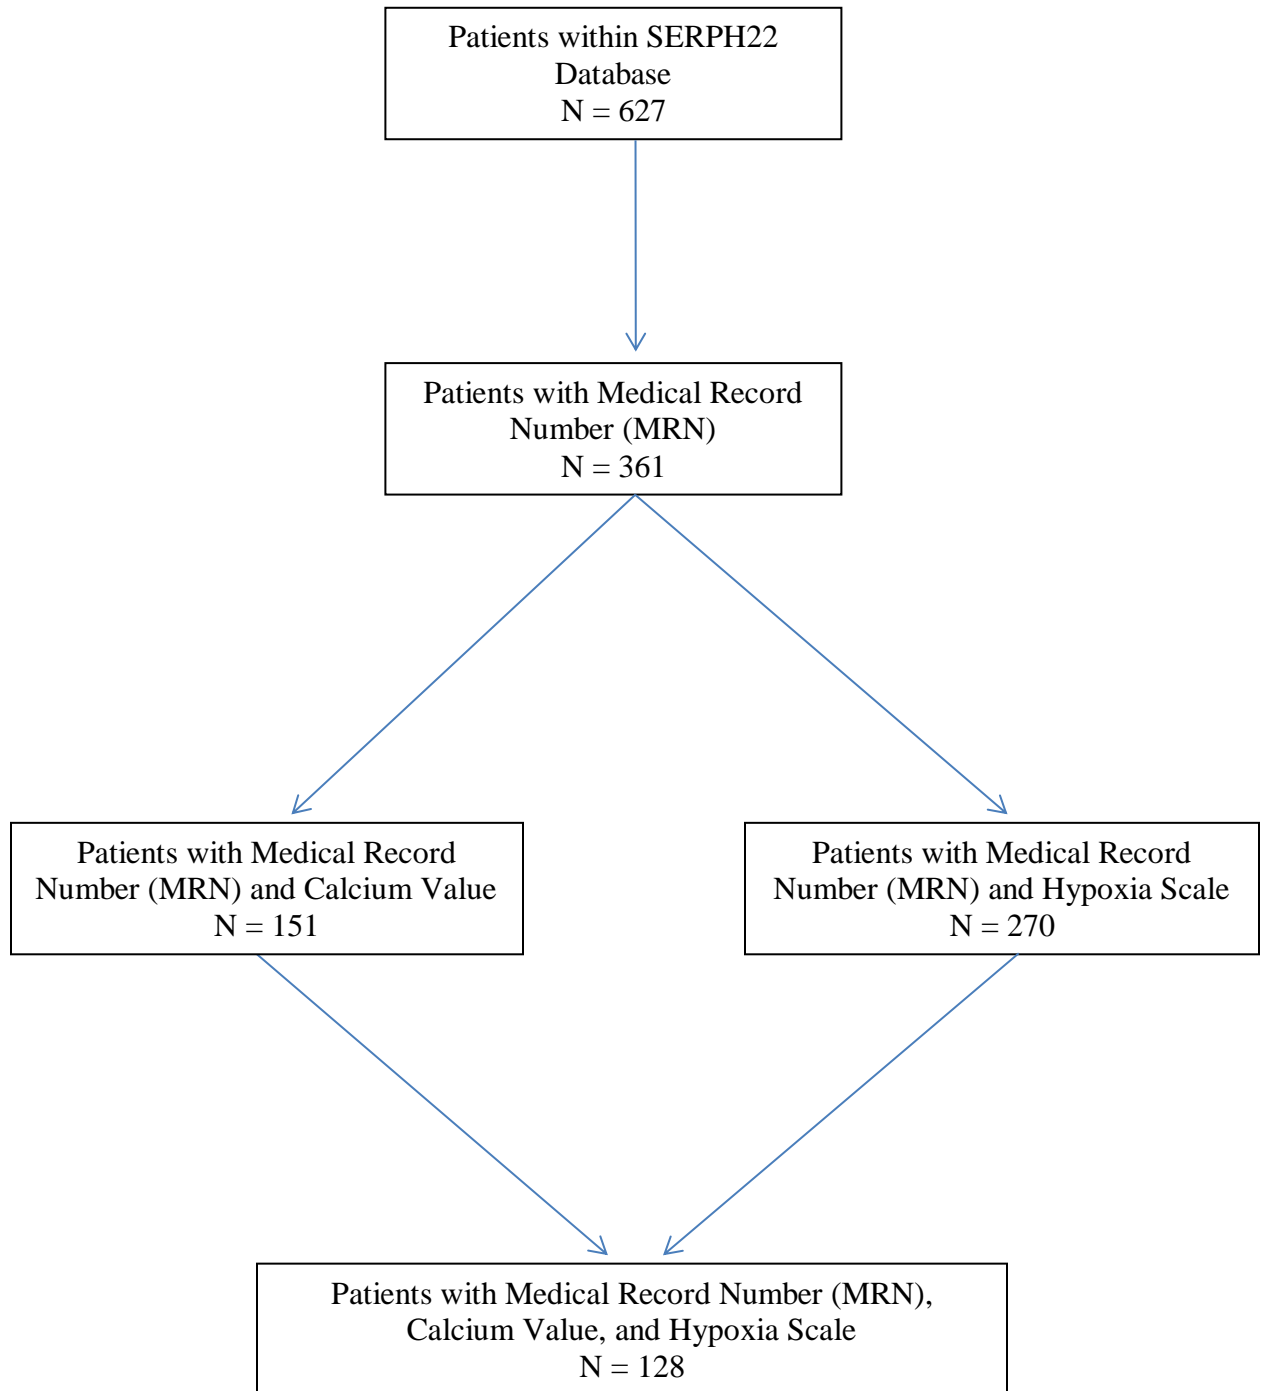 Patients within SERPH22
Database
N = 627
Patients with Medical Record
Number (MRN)
N = 361
Patients with Medical Record
Number (MRN) and Calcium Value
N = 151
Patients with Medical Record
Number (MRN) and Hypoxia Scale
N = 270
Patients with Medical Record Number (MRN),
Calcium Value, and Hypoxia Scale
N = 128